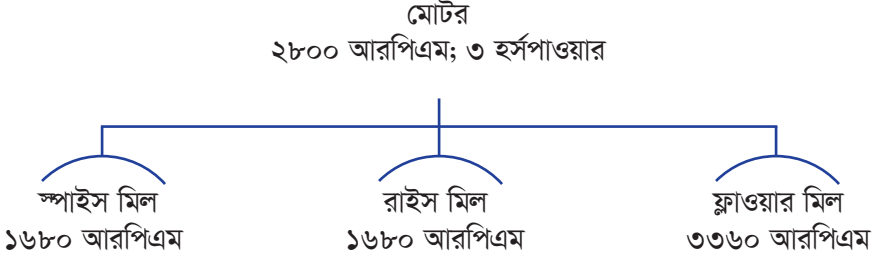 মোটর
২৮০০ আরপিএম; ৩ হর্সপাওয়ার
স্পাইস মিল
১৬৮০ আরপিএম
রাইস মিল
১৬৮০ আরপিএম
ফ্লাওয়ার মিল
৩৩৬০ আরপিএম